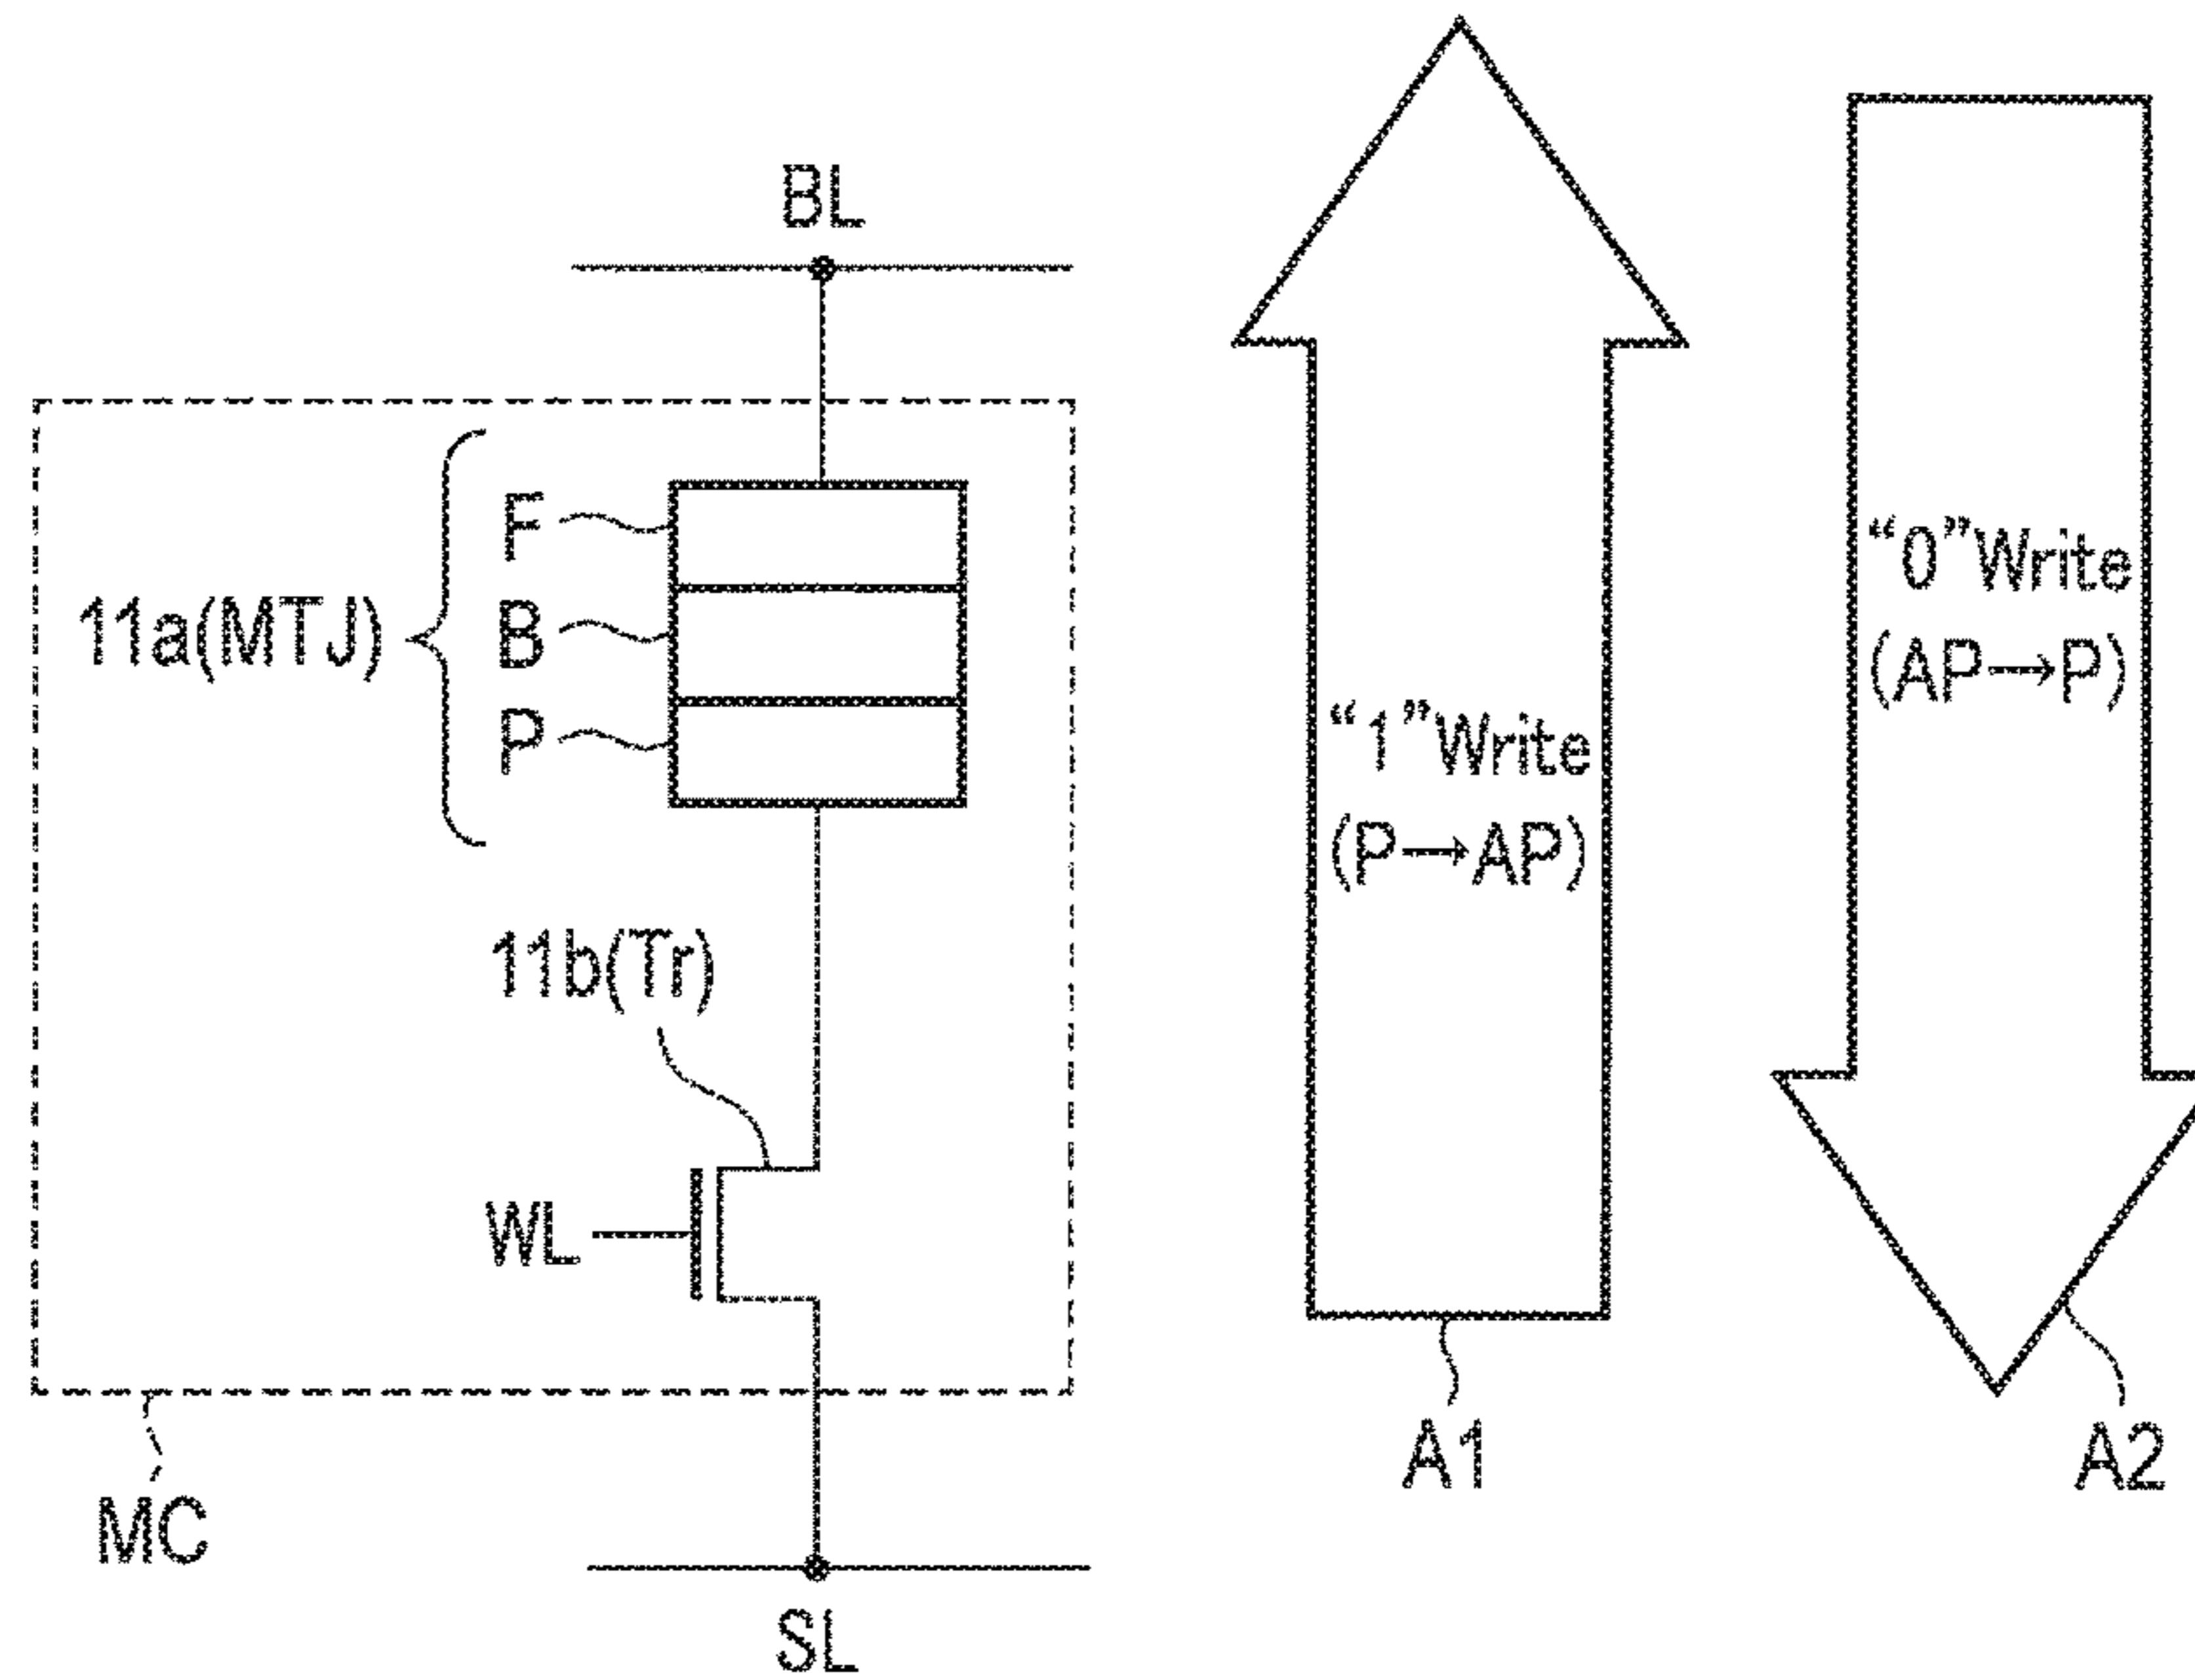 BL
F
11a(MTJ)
B
P
11b(Tr)
WL
MC
SL
“1”Write
(P→AP)
A1
“0”Write
(AP→P)
A2